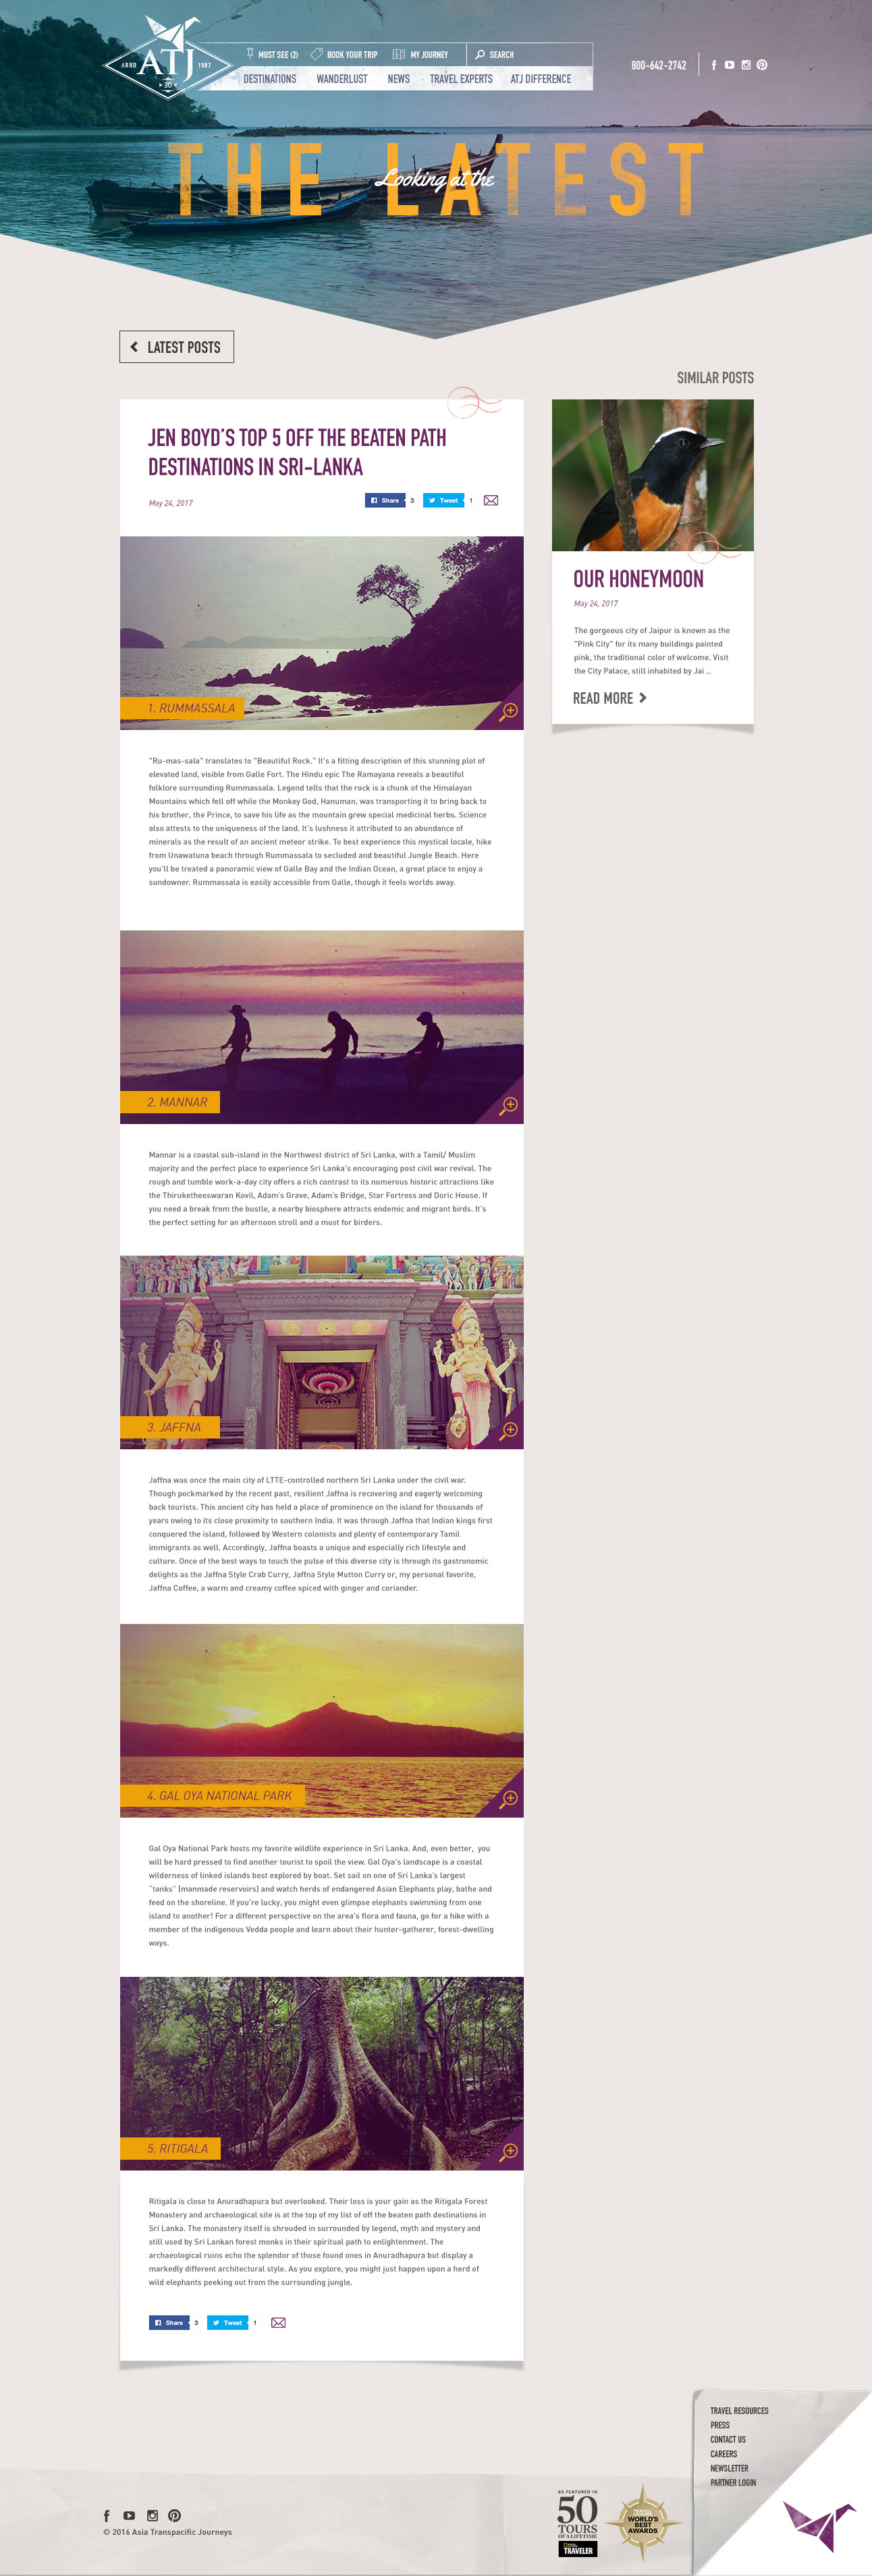 MUST SEE (2) BOOK YOUR TRIP MY JOURNEY SEARCH
ARRD ATJ 1987
30
800-642-2742
DESTINATIONS WANDERLUST NEWS TRAVEL EXPERTS ATJ DIFFERENCE
Looking at the
THE LATEST
LATEST POSTS
SIMILAR POSTS
JEN BOYD'S TOP 5 OFF THE BEATEN PATH
DESTINATIONS IN SRI-LANKA
May 24, 2017
Share 3 Tweet 1
1. RUMMASSALA
"Ru-mas-sala" translates to "Beautiful Rock." It's a fitting description of this stunning plot of
elevated land, visible from Galle Fort. The Hindu epic The Ramayana reveals a beautiful
folklore surrounding Rummassala. Legend tells that the rock is a chunk of the Himalayan
Mountains which fell off while the Monkey God, Hanuman, was transporting it to bring back to
his brother, the Prince, to save his life as the mountain grew special medicinal herbs. Science
also attests to the uniqueness of the land. It's lushness it attributed to an abundance of
minerals as the result of an ancient meteor strike. To best experience this mystical locale, hike
from Unawatuna beach through Rummassala to secluded and beautiful Jungle Beach. Here
you'll be treated a panoramic view of Galle Bay and the Indian Ocean, a great place to enjoy a
sundowner. Rummassala is easily accessible from Galle, though it feels worlds away.
2. MANNAR
Mannar is a coastal sub-island in the Northwest district of Sri Lanka, with a Tamil/ Muslim
majority and the perfect place to experience Sri Lanka's encouraging post civil war revival. The
rough and tumble work-a-day city offers a rich contrast to its numerous historic attractions like
the Thiruketheeswaran Kovil, Adam's Grave, Adam's Bridge, Star Fortress and Doric House. If
you need a break from the bustle, a nearby biosphere attracts endemic and migrant birds. It's
the perfect setting for an afternoon stroll and a must for birders.
3. JAFFNA
Jaffna was once the main city of LTTE-controlled northern Sri Lanka under the civil war.
Though pockmarked by the recent past, resilient Jaffna is recovering and eagerly welcoming
back tourists. This ancient city has held a place of prominence on the island for thousands of
years owing to its close proximity to southern India. It was through Jaffna that Indian kings first
conquered the island, followed by Western colonists and plenty of contemporary Tamil
immigrants as well. Accordingly, Jaffna boasts a unique and especially rich lifestyle and
culture. Once of the best ways to touch the pulse of this diverse city is through its gastronomic
delights as the Jaffna Style Crab Curry, Jaffna Style Mutton Curry or, my personal favorite,
Jaffna Coffee, a warm and creamy coffee spiced with ginger and coriander.
4. GAL OYA NATIONAL PARK
Gal Oya National Park hosts my favorite wildlife experience in Sri Lanka. And, even better, you
will be hard pressed to find another tourist to spoil the view. Gal Oya's landscape is a coastal
wilderness of linked islands best explored by boat. Set sail on one of Sri Lanka's largest
"tanks" (manmade reservoirs) and watch herds of endangered Asian Elephants play, bathe and
feed on the shoreline. If you're lucky, you might even glimpse elephants swimming from one
island to another! For a different perspective on the area's flora and fauna, go for a hike with a
member of the indigenous Vedda people and learn about their hunter-gatherer, forest-dwelling
ways.
5. RITIGALA
Ritigala is close to Anuradhapura but overlooked. Their loss is your gain as the Ritigala Forest
Monastery and archaeological site is at the top of my list of off the beaten path destinations in
Sri Lanka. The monastery itself is shrouded in surrounded by legend, myth and mystery and
still used by Sri Lankan forest monks in their spiritual path to enlightenment. The
archaeological ruins echo the splendor of those found ones in Anuradhapura but display a
markedly different architectural style. As you explore, you might just happen upon a herd of
wild elephants peeking out from the surrounding jungle.
Share 3 Tweet 1
OUR HONEYMOON
May 24, 2017
The gorgeous city of Jaipur is known as the
"Pink City" for its many buildings painted
pink, the traditional color of welcome. Visit
the City Palace, still inhabited by Jai ..
READ MORE
TRAVEL RESOURCES
PRESS
CONTACT US
CAREERS
NEWSLETTER
PARTNER LOGIN
© 2016 Asia Transpacific Journeys
AS FEATURED IN
50
TOURS
OF A LIFETIME
TRAVELER
WORLD'S
BEST
AWARDS